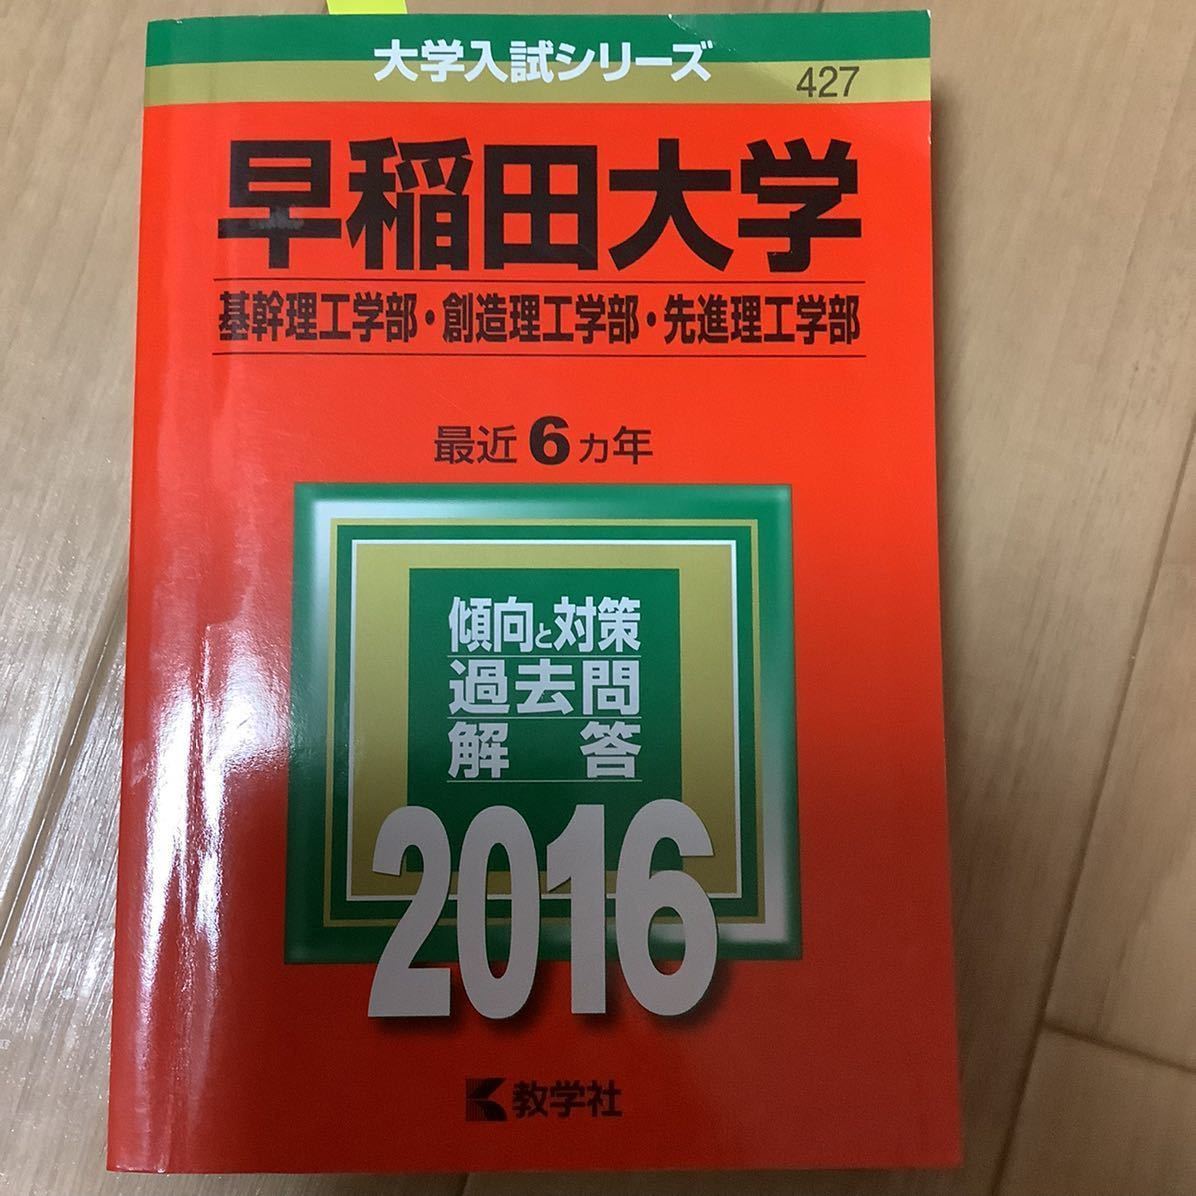 大学入試シリーズ
427
早稲田大学
基幹理工学部・創造理工学部・先進理工学部
最近6カ年
傾向と対策
過去問
解答
2016
教学社